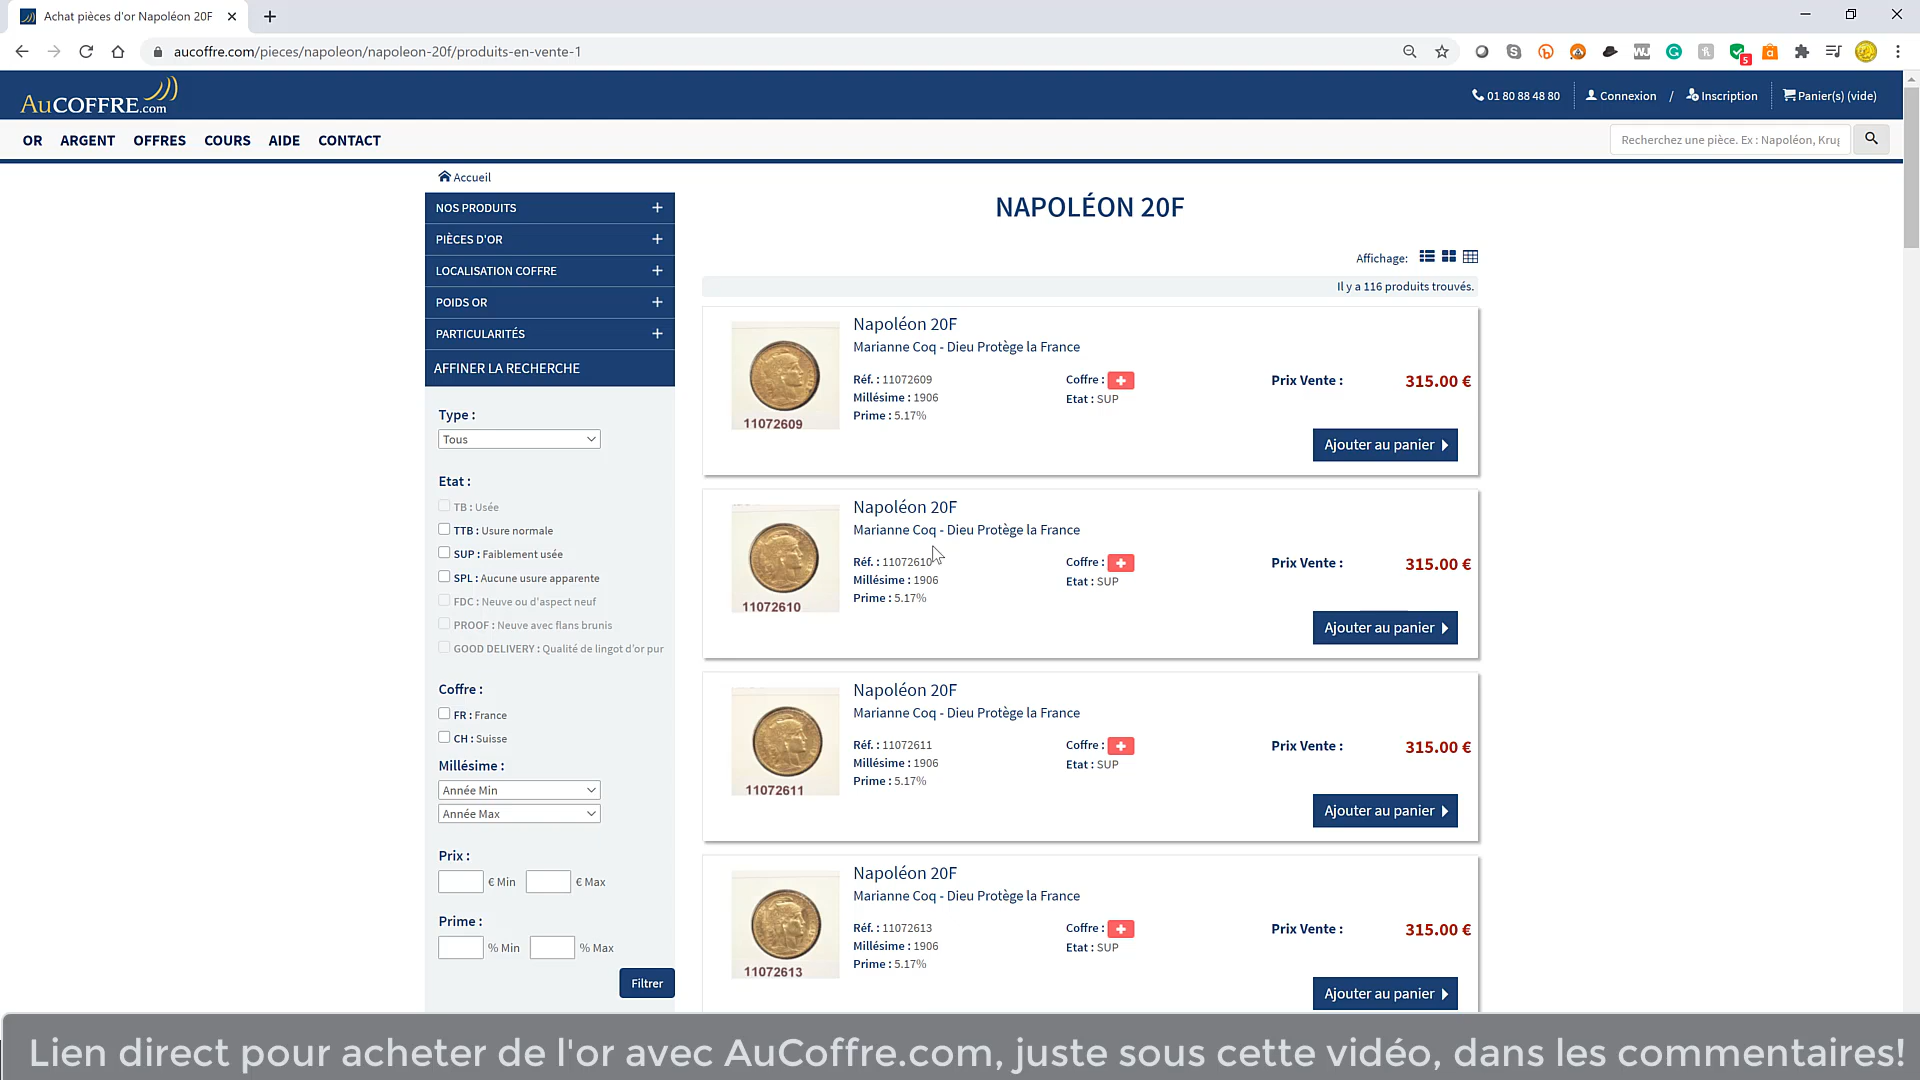 Achat pièces d'or Napoléon 20F
aucoffre.com/pieces/napoleon/napoleon-20f/produits-en-vente-1
5
AuCOFFRE.com
01 80 88 48 80
Connexion / Inscription
Panier(s) (vide)
OR ARGENT OFFRES COURS AIDE CONTACT
Recherchez une pièce. Ex : Napoléon, Krug
Accueil
NOS PRODUITS +
PIÈCES D'OR +
LOCALISATION COFFRE +
POIDS OR +
PARTICULARITÉS +
AFFINER LA RECHERCHE
Type :
Tous
Etat :
TB : Usée
TTB : Usure normale
SUP : Faiblement usée
SPL : Aucune usure apparente
FDC : Neuve ou d'aspect neuf
PROOF : Neuve avec flans brunis
GOOD DELIVERY : Qualité de lingot d'or pur
Coffre :
FR : France
CH : Suisse
Millésime :
Année Min
Année Max
Prix :
€ Min € Max
Prime :
% Min % Max
Filtrer
NAPOLÉON 20F
Affichage:
Il y a 116 produits trouvés.
Napoléon 20F
Marianne Coq - Dieu Protège la France
Réf. : 11072609
Millésime : 1906
Prime : 5.17%
Coffre :
Etat : SUP
Prix Vente : 315.00 €
Ajouter au panier
11072609
Napoléon 20F
Marianne Coq - Dieu Protège la France
Réf. : 11072610
Millésime : 1906
Prime : 5.17%
Coffre :
Etat : SUP
Prix Vente : 315.00 €
Ajouter au panier
11072610
Napoléon 20F
Marianne Coq - Dieu Protège la France
Réf. : 11072611
Millésime : 1906
Prime : 5.17%
Coffre :
Etat : SUP
Prix Vente : 315.00 €
Ajouter au panier
11072611
Napoléon 20F
Marianne Coq - Dieu Protège la France
Réf. : 11072613
Millésime : 1906
Prime : 5.17%
Coffre :
Etat : SUP
Prix Vente : 315.00 €
Ajouter au panier
11072613
Lien direct pour acheter de l'or avec AuCoffre.com, juste sous cette vidéo, dans les commentaires!